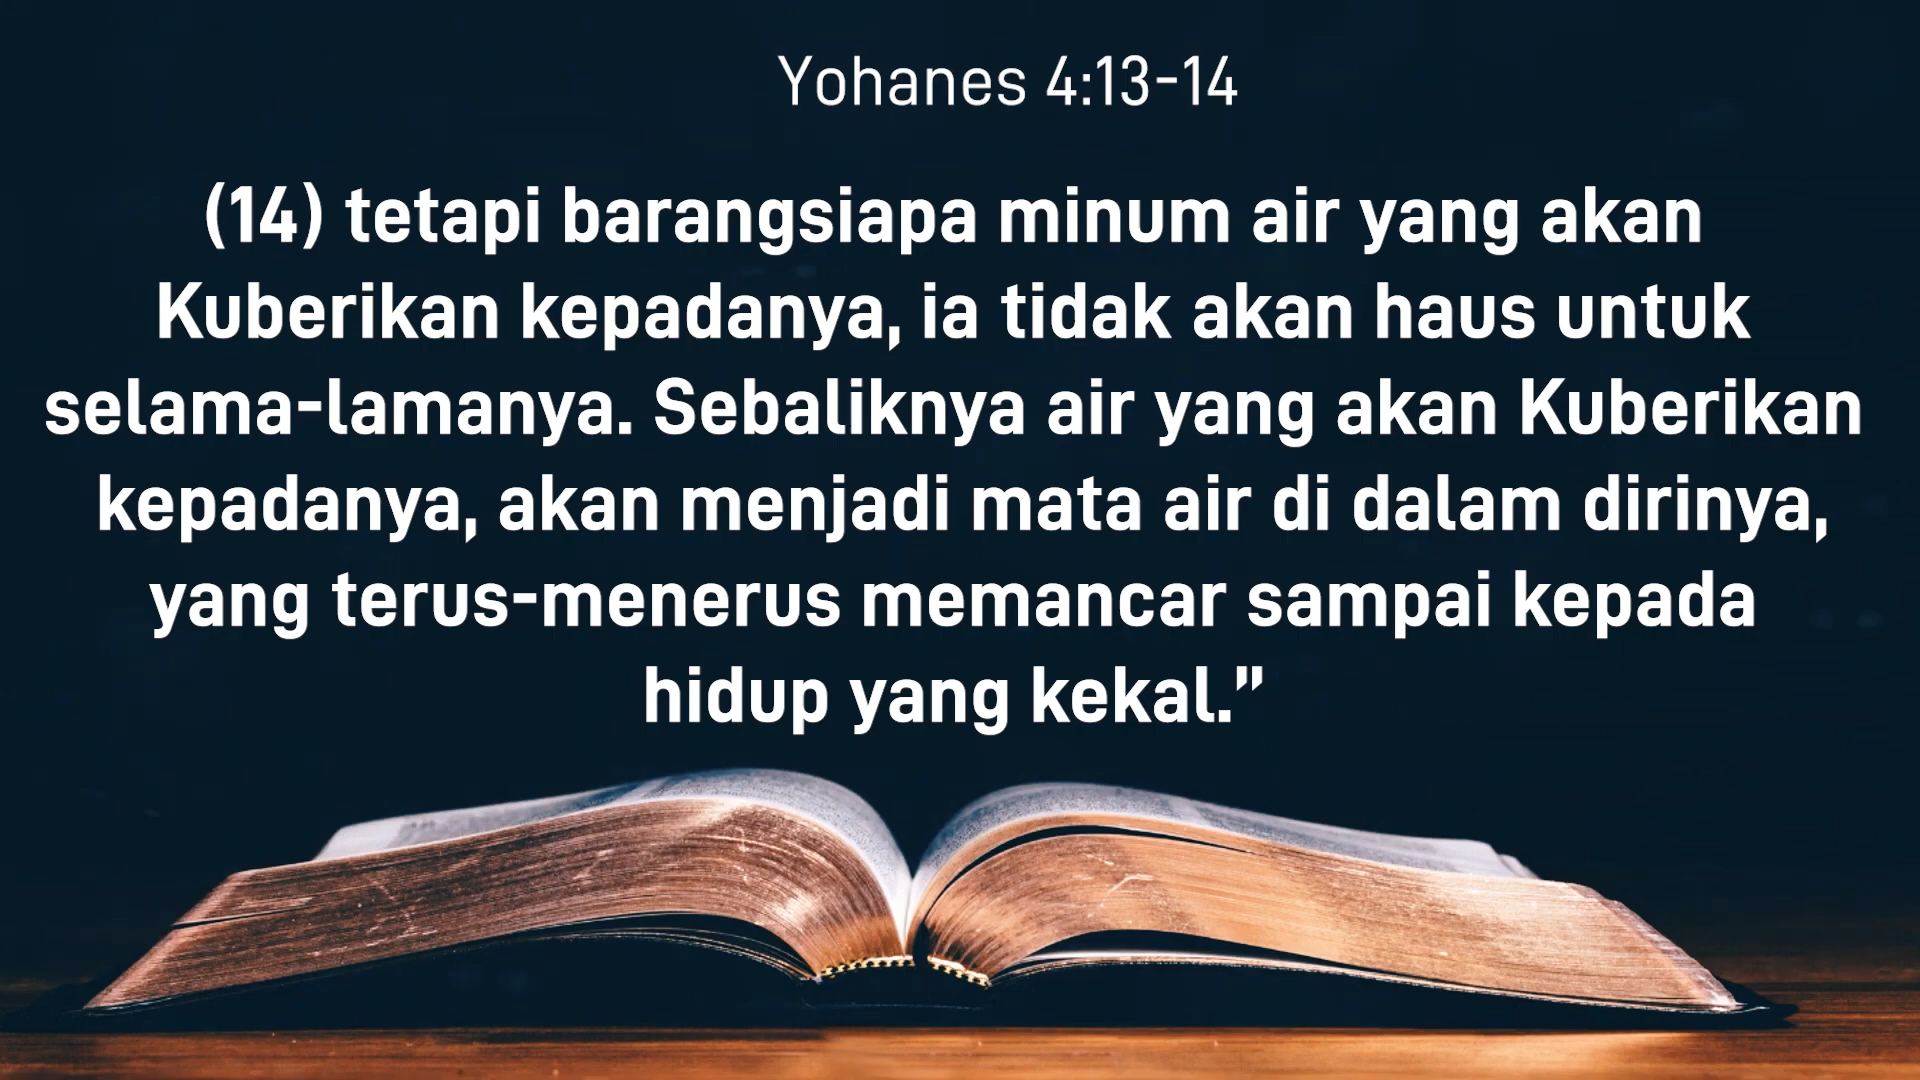 Yohanes 4:13-14
(14) tetapi barangsiapa minum air yang akan
Kuberikan kepadanya, ia tidak akan haus untuk
selama-lamanya. Sebaliknya air yang akan Kuberikan
kepadanya, akan menjadi mata air di dalam dirinya,
yang terus-menerus memancar sampai kepada
hidup yang kekal.”